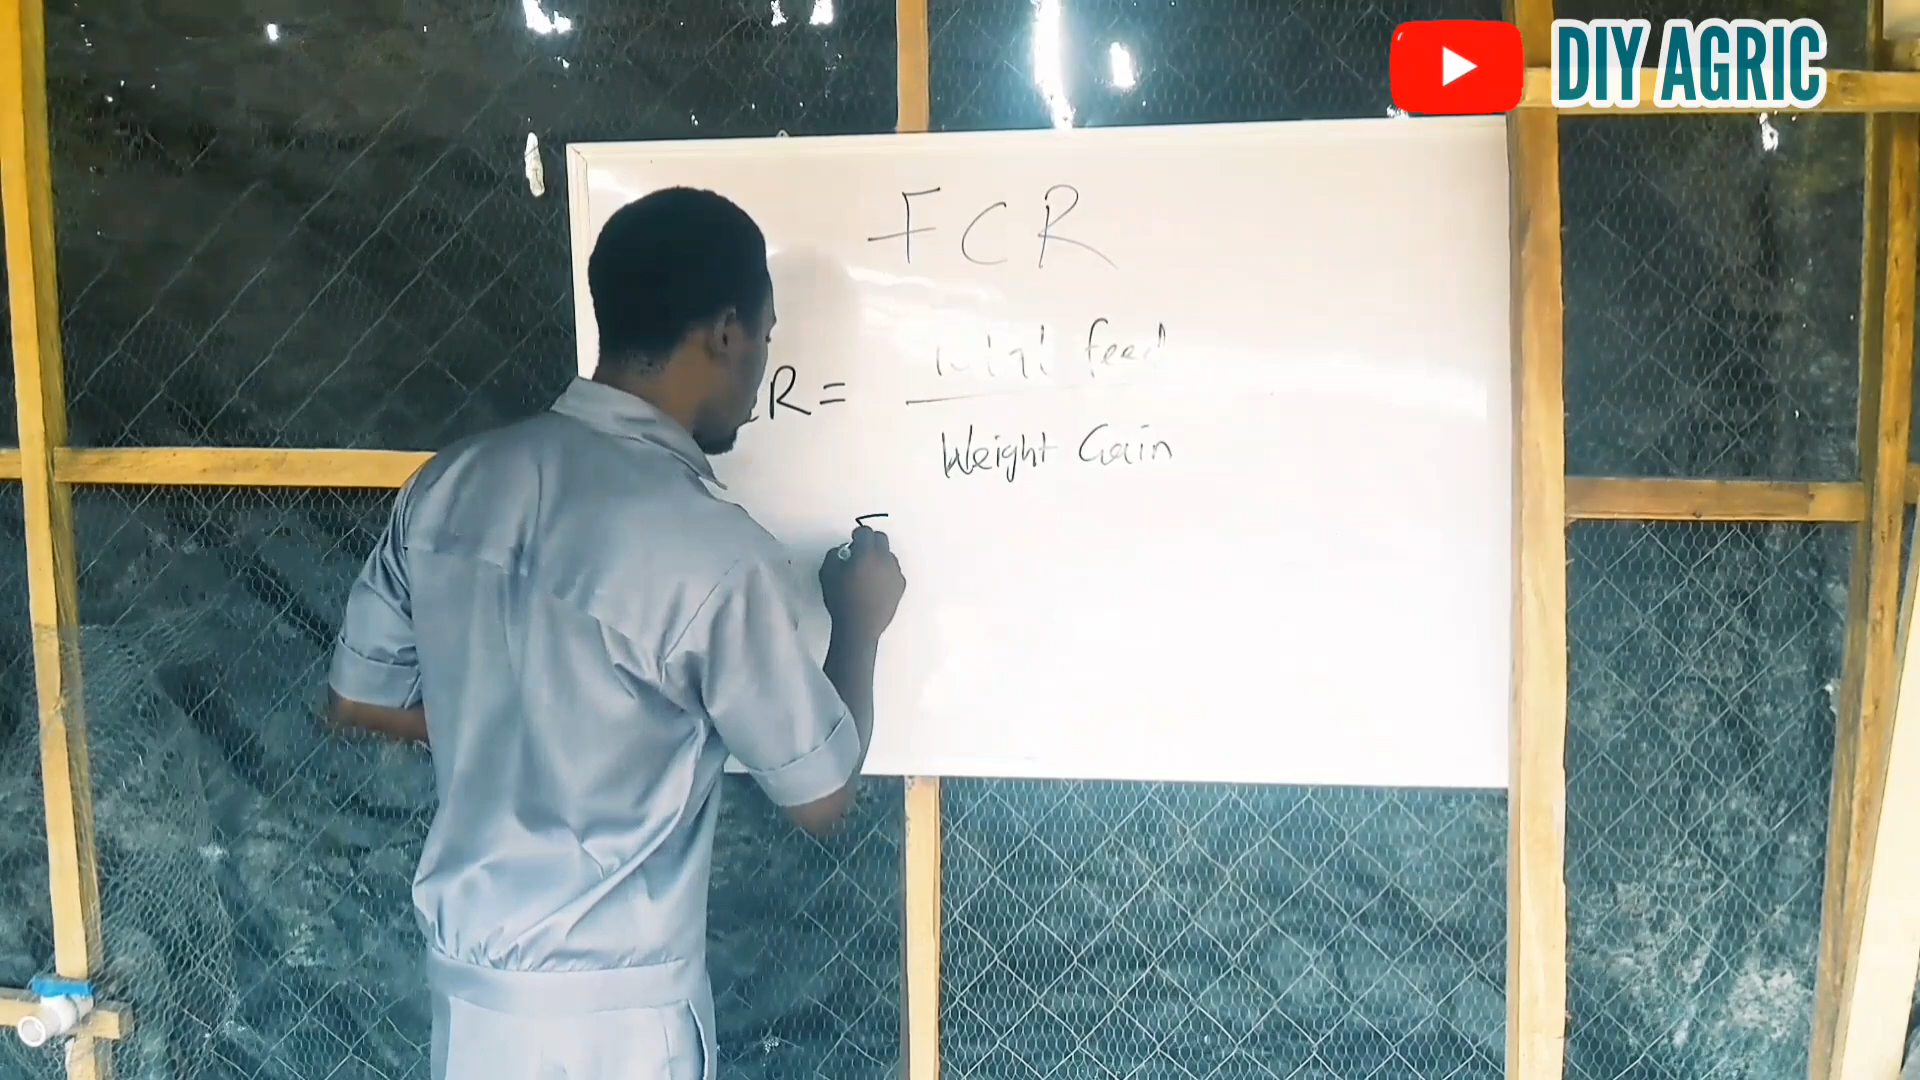 DIY AGRIC
FCR
R =
Total feed
Weight Gain